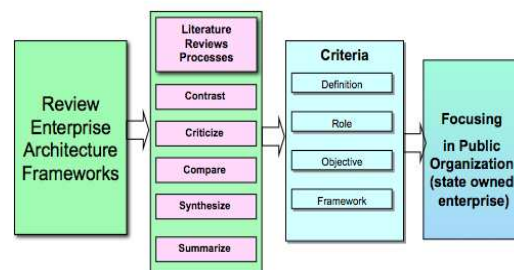 Review
Enterprise
Architecture
Frameworks
Literature
Reviews
Processes
Contrast
Criticize
Compare
Synthesize
Summarize
Criteria
Definition
Role
Objective
Framework
Focusing
in Public
Organization
(state owned
enterprise)